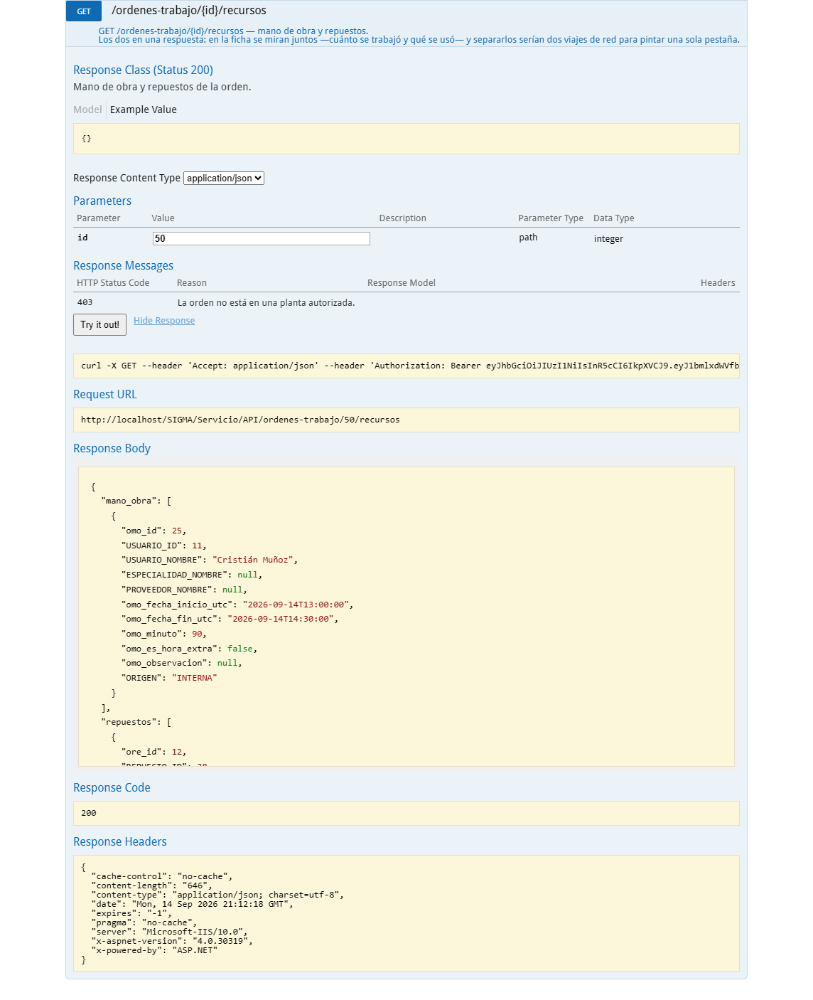 GET /ordenes-trabajo/{id}/recursos
GET /ordenes-trabajo/{id}/recursos — mano de obra y repuestos.
Los dos en una respuesta: en la ficha se miran juntos —cuánto se trabajó y qué se usó— y separarlos serían dos viajes de red para pintar una sola pestaña.
Response Class (Status 200)
Mano de obra y repuestos de la orden.
Model Example Value
{}
Response Content Type application/json
Parameters
Parameter Value Description Parameter Type Data Type
id 50 path integer
Response Messages
HTTP Status Code Reason Response Model Headers
403 La orden no está en una planta autorizada.
Try it out! Hide Response
curl -X GET --header 'Accept: application/json' --header 'Authorization: Bearer eyJhbGciOiJIUzI1NiIsInR5cCI6IkpXVCJ9.eyJ1bmlxdWVfb
Request URL
http://localhost/SIGMA/Servicio/API/ordenes-trabajo/50/recursos
Response Body
{
"mano_obra": [
{
"omo_id": 25,
"USUARIO_ID": 11,
"USUARIO_NOMBRE": "Cristián Muñoz",
"ESPECIALIDAD_NOMBRE": null,
"PROVEEDOR_NOMBRE": null,
"omo_fecha_inicio_utc": "2026-09-14T13:00:00",
"omo_fecha_fin_utc": "2026-09-14T14:30:00",
"omo_minuto": 90,
"omo_es_hora_extra": false,
"omo_observacion": null,
"ORIGEN": "INTERNA"
}
],
"repuestos": [
{
"ore_id": 12,
Response Code
200
Response Headers
{
"cache-control": "no-cache",
"content-length": "646",
"content-type": "application/json; charset=utf-8",
"date": "Mon, 14 Sep 2026 21:12:18 GMT",
"expires": "-1",
"pragma": "no-cache",
"server": "Microsoft-IIS/10.0",
"x-aspnet-version": "4.0.30319",
"x-powered-by": "ASP.NET"
}